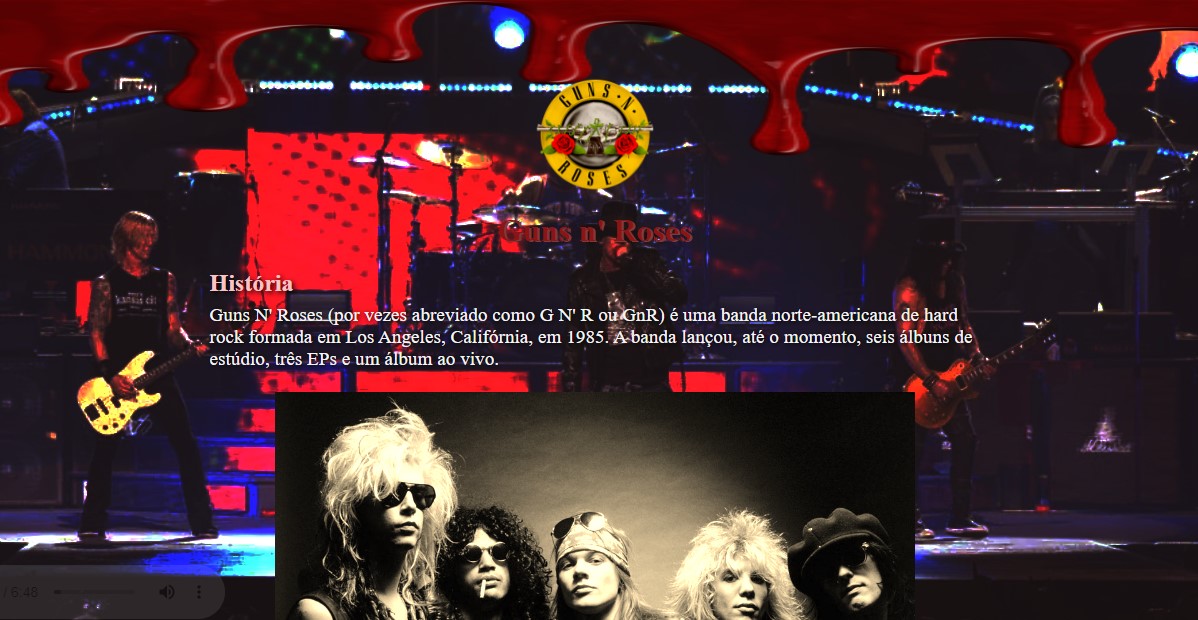 GUNS N' ROSES
Guns n' Roses
História
Guns N' Roses (por vezes abreviado como G N' R ou GnR) é uma banda norte-americana de hard
rock formada em Los Angeles, Califórnia, em 1985. A banda lançou, até o momento, seis álbuns de
estúdio, três EPs e um álbum ao vivo.
/ 6:48